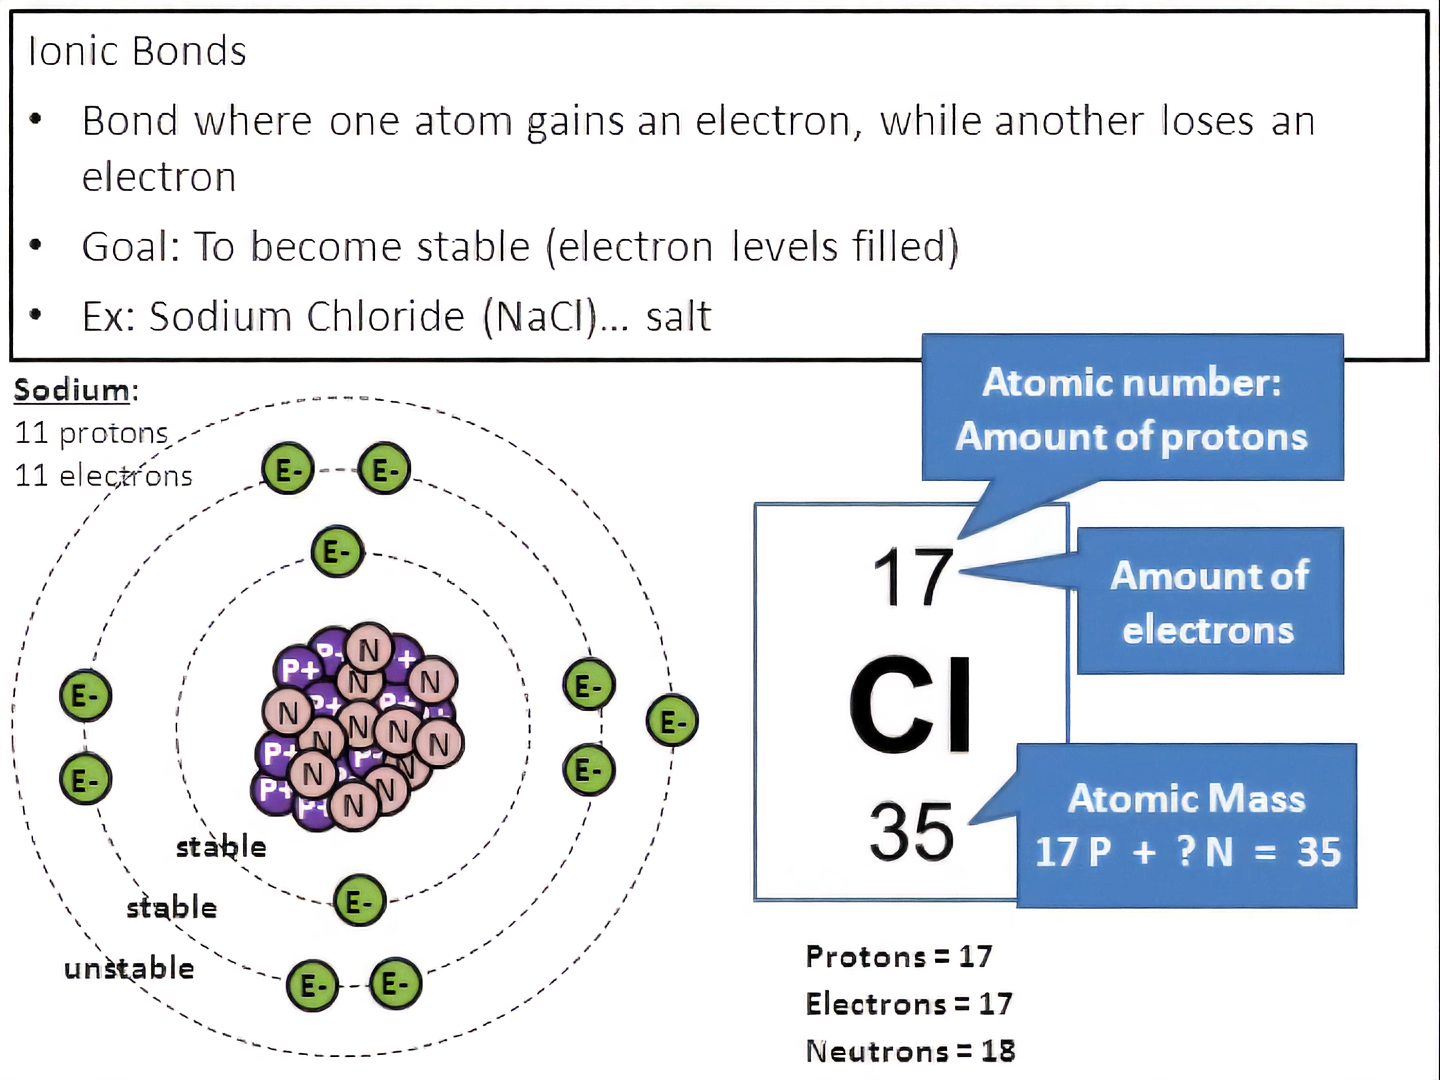 Ionic Bonds
• Bond where one atom gains an electron, while another loses an
electron
• Goal: To become stable (electron levels filled)
• Ex: Sodium Chloride (NaCl)... salt
Sodium:
11 protons
11 electrons
E- E-
E-
E-
E-
E-
E-
E-
E-
E- E-
P+ N +
P+ N N
N P+ P+
N N N N
P+ N P+ N
P+ P+ N N
stable
stable
unstable
Atomic number:
Amount of protons
17
Amount of
electrons
Cl
35
Atomic Mass
17 P + ? N = 35
Protons = 17
Electrons = 17
Neutrons = 18